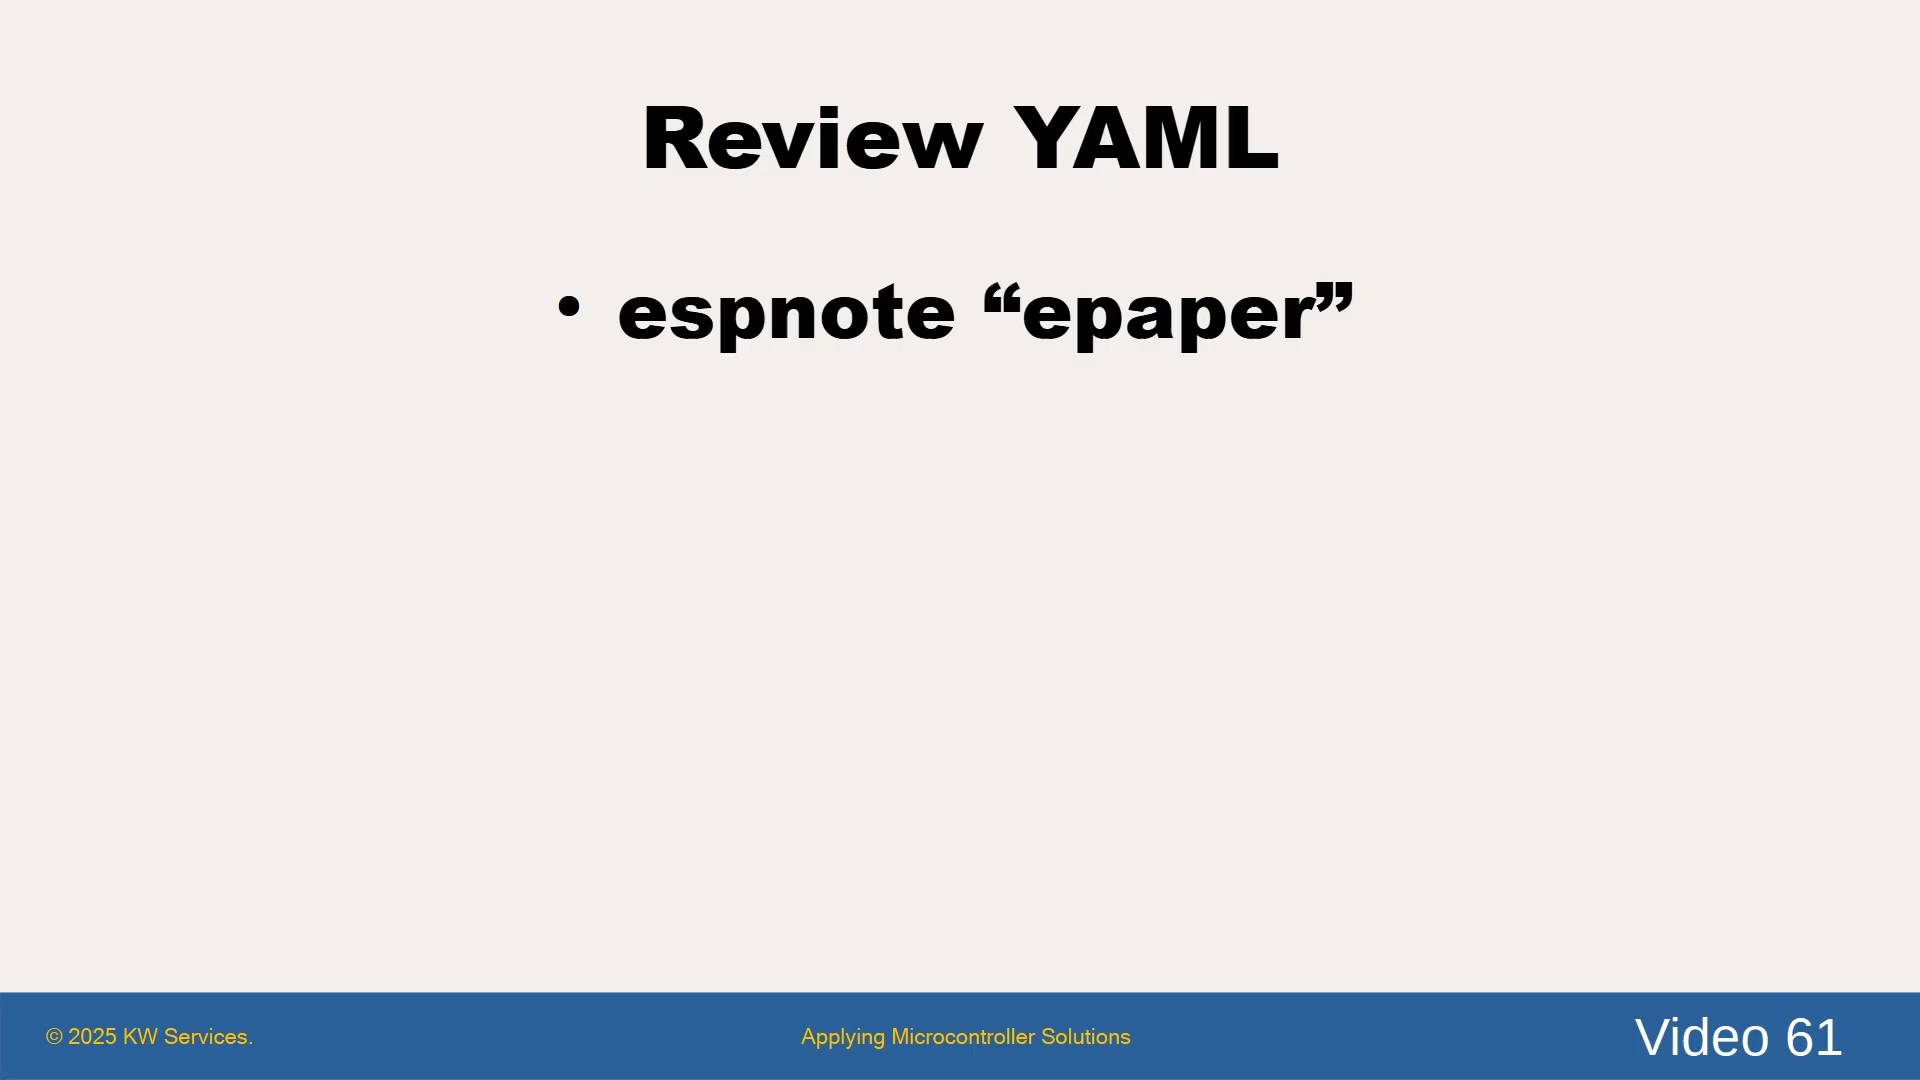 Review YAML
• espnote “epaper”
© 2025 KW Services.
Applying Microcontroller Solutions
Video 61